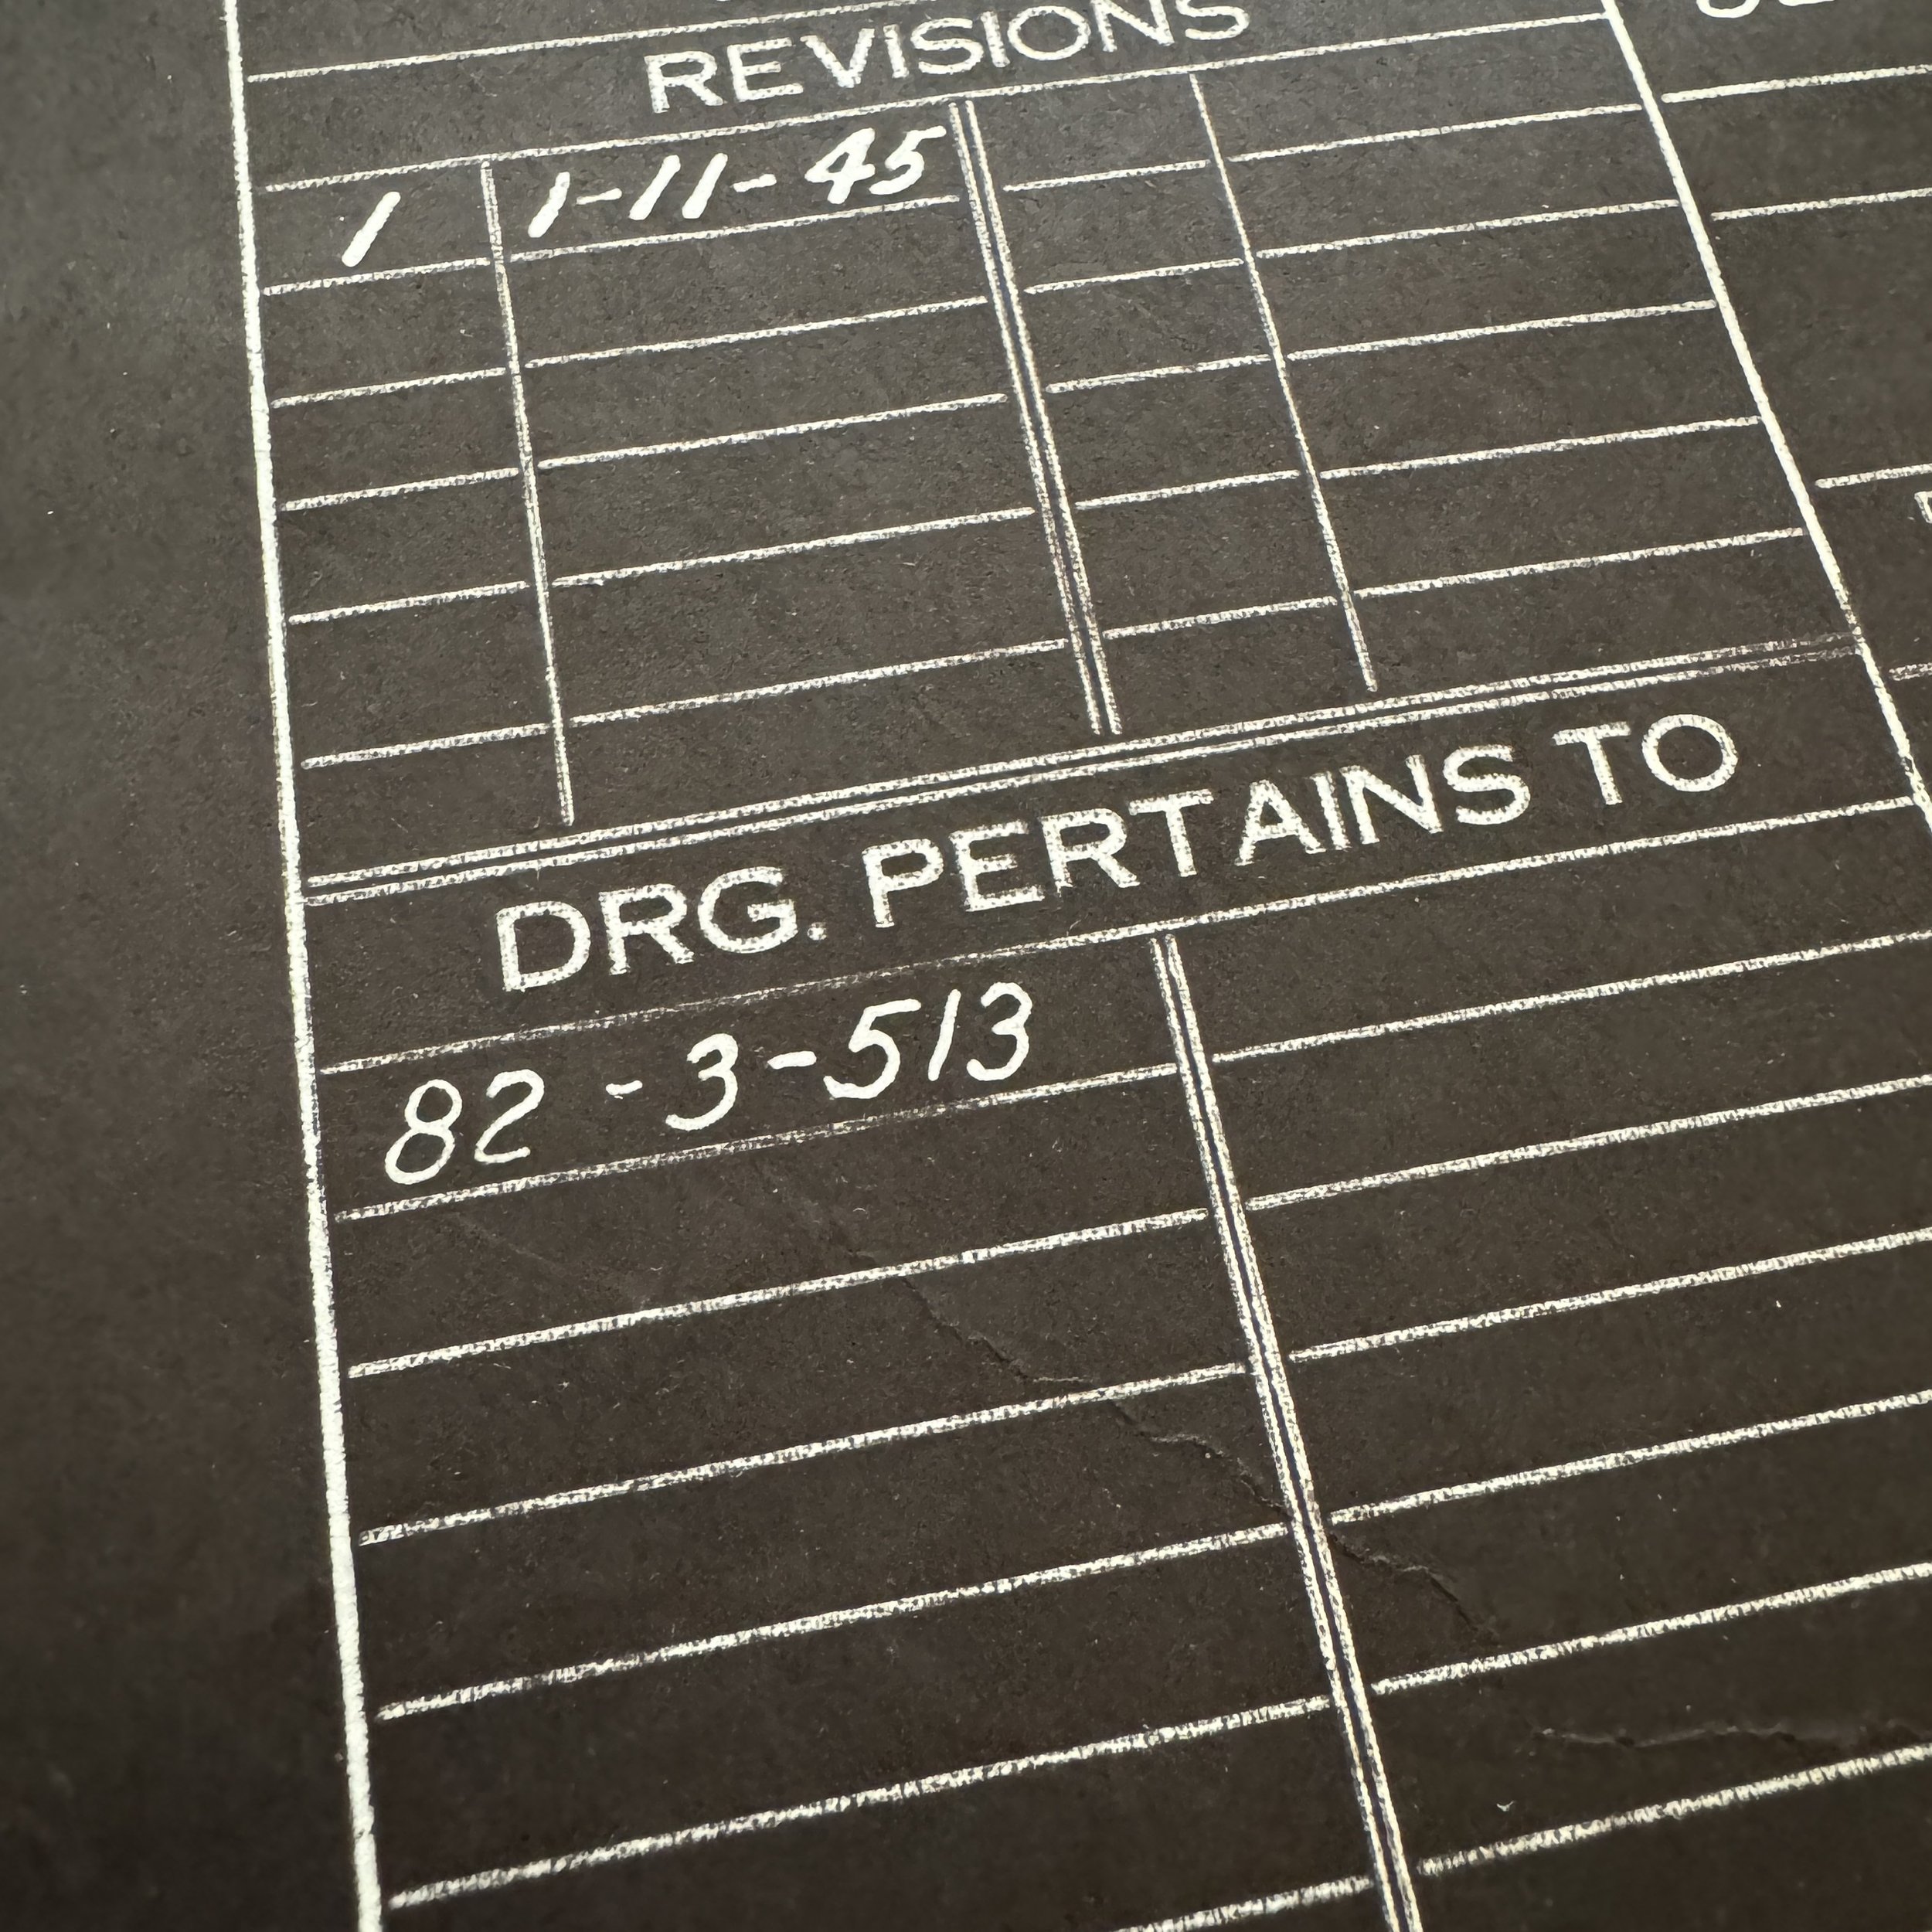 REVISIONS
1 1-11-45
DRG. PERTAINS TO
82-3-513